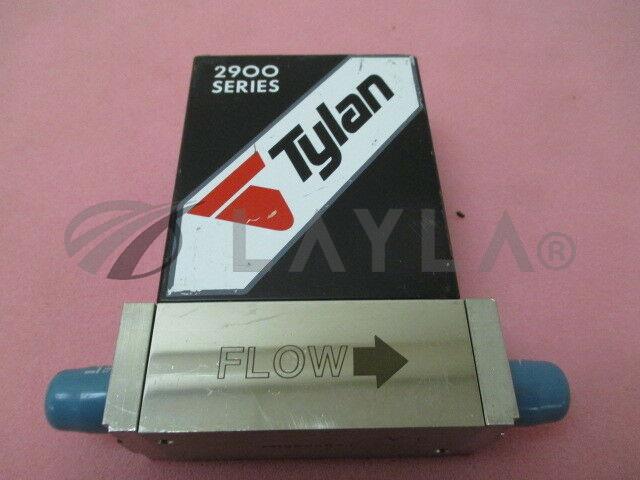 2900
SERIES
Tylan
LAYLA®
FLOW